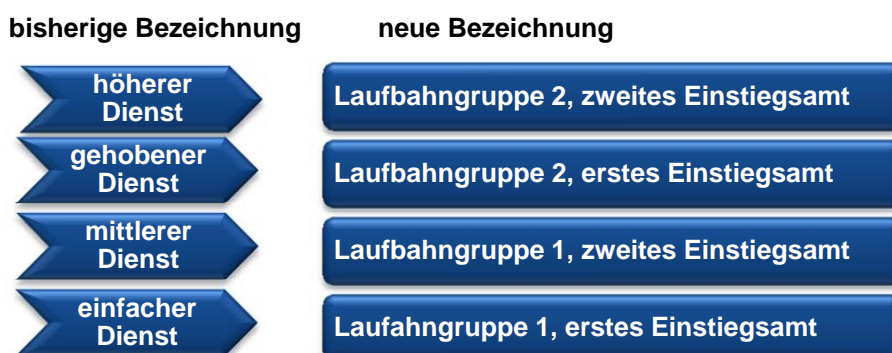 bisherige Bezeichnung neue Bezeichnung
höherer
Dienst
Laufbahngruppe 2, zweites Einstiegsamt
gehobener
Dienst
Laufbahngruppe 2, erstes Einstiegsamt
mittlerer
Dienst
Laufbahngruppe 1, zweites Einstiegsamt
einfacher
Dienst
Laufahngruppe 1, erstes Einstiegsamt